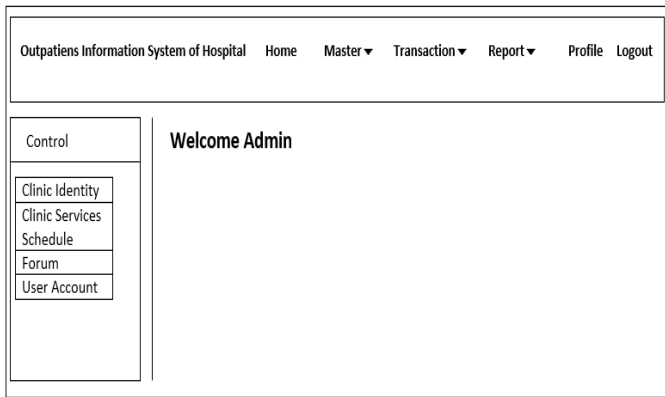 Outpatiens Information System of Hospital Home Master▼ Transaction▼ Report▼ Profile Logout
Control
Welcome Admin
Clinic Identity
Clinic Services
Schedule
Forum
User Account